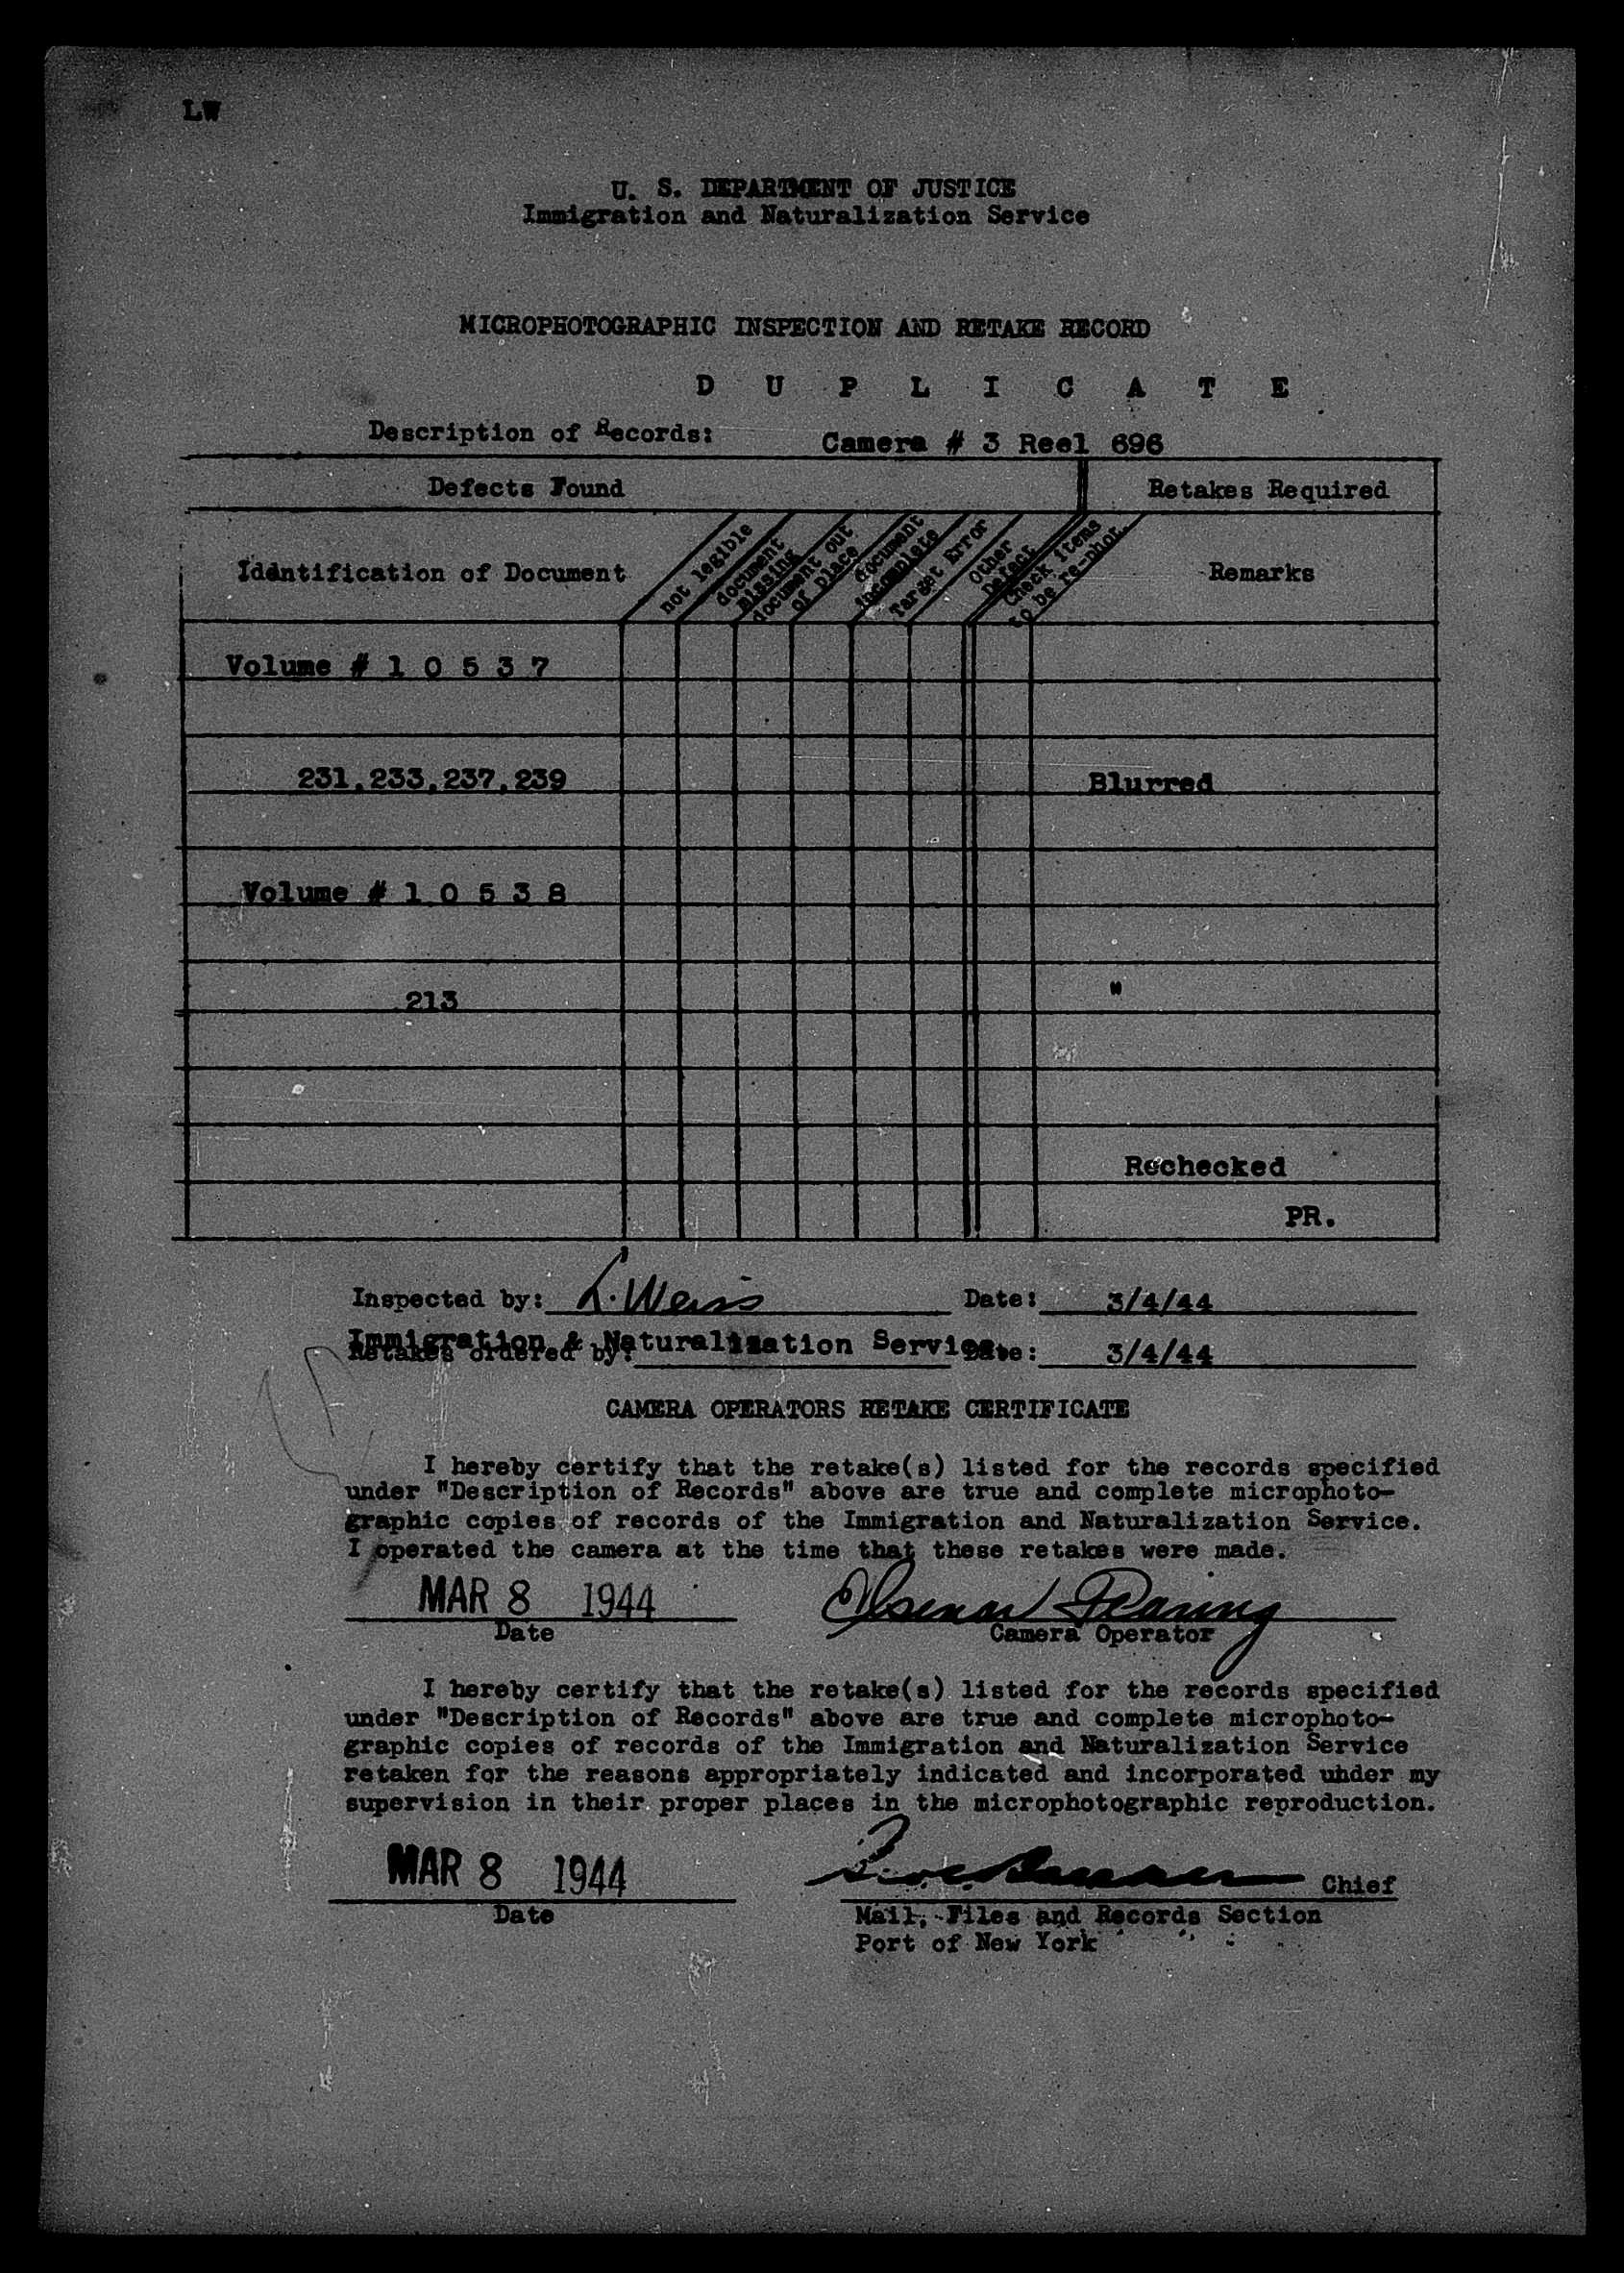 LW
U. S. DEPARTMENT OF JUSTICE
Immigration and Naturalization Service
MICROPHOTOGRAPHIC INSPECTION AND RETAKE RECORD
D U P L I C A T E
Description of Records: Camera # 3 Reel 696
Defects Found Retakes Required
Identification of Document
not legible
document missing
document out of place
document incomplete
Target Error
Other Defect
Check items to be re-phot.
Remarks
Volume # 1 0 5 3 7
231,233,237,239 Blurred
Volume # 1 0 5 3 8
213 "
Rechecked
PR.
Inspected by: L. Weiss Date: 3/4/44
Immigration & Naturalization Service.
Retakes ordered by: Date: 3/4/44
CAMERA OPERATORS RETAKE CERTIFICATE
I hereby certify that the retake(s) listed for the records specified
under "Description of Records" above are true and complete microphoto-
graphic copies of records of the Immigration and Naturalization Service.
I operated the camera at the time that these retakes were made.
MAR 8 1944
Date Camera Operator
I hereby certify that the retake(s) listed for the records specified
under "Description of Records" above are true and complete microphoto-
graphic copies of records of the Immigration and Naturalization Service
retaken for the reasons appropriately indicated and incorporated under my
supervision in their proper places in the microphotographic reproduction.
MAR 8 1944 Chief
Date Mail, Files and Records Section
Port of New York